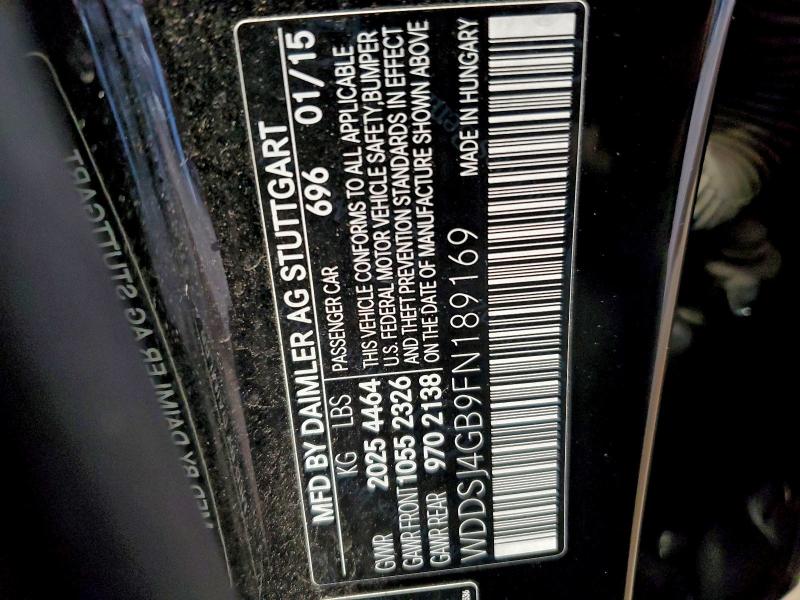 MFD BY DAIMLER AG STUTTGART
696 01/15
KG LBS
GVWR 2025 4464
GAWR FRONT 1055 2326
GAWR REAR 970 2138
PASSENGER CAR
THIS VEHICLE CONFORMS TO ALL APPLICABLE
U.S. FEDERAL MOTOR VEHICLE SAFETY,BUMPER
AND THEFT PREVENTION STANDARDS IN EFFECT
ON THE DATE OF MANUFACTURE SHOWN ABOVE
WDDSJ4GB9FN189169
MADE IN HUNGARY